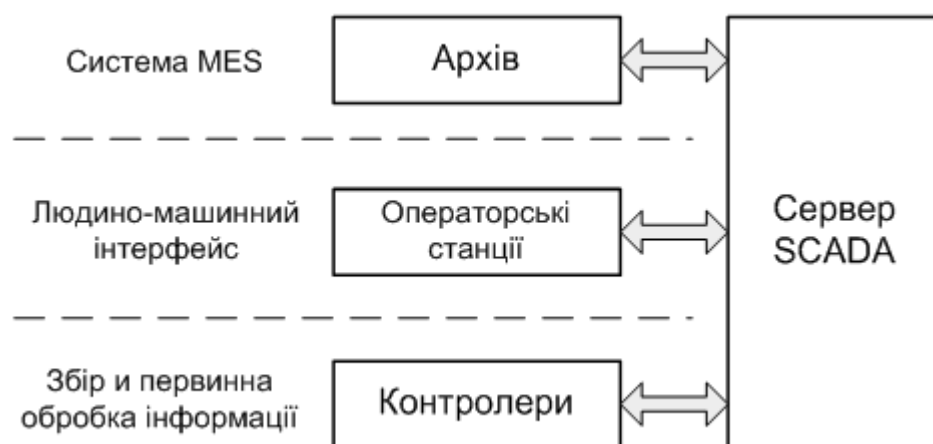 Система MES
Архів
Людино-машинний
інтерфейс
Операторські
станції
Сервер
SCADA
Збір и первинна
обробка інформації
Контролери